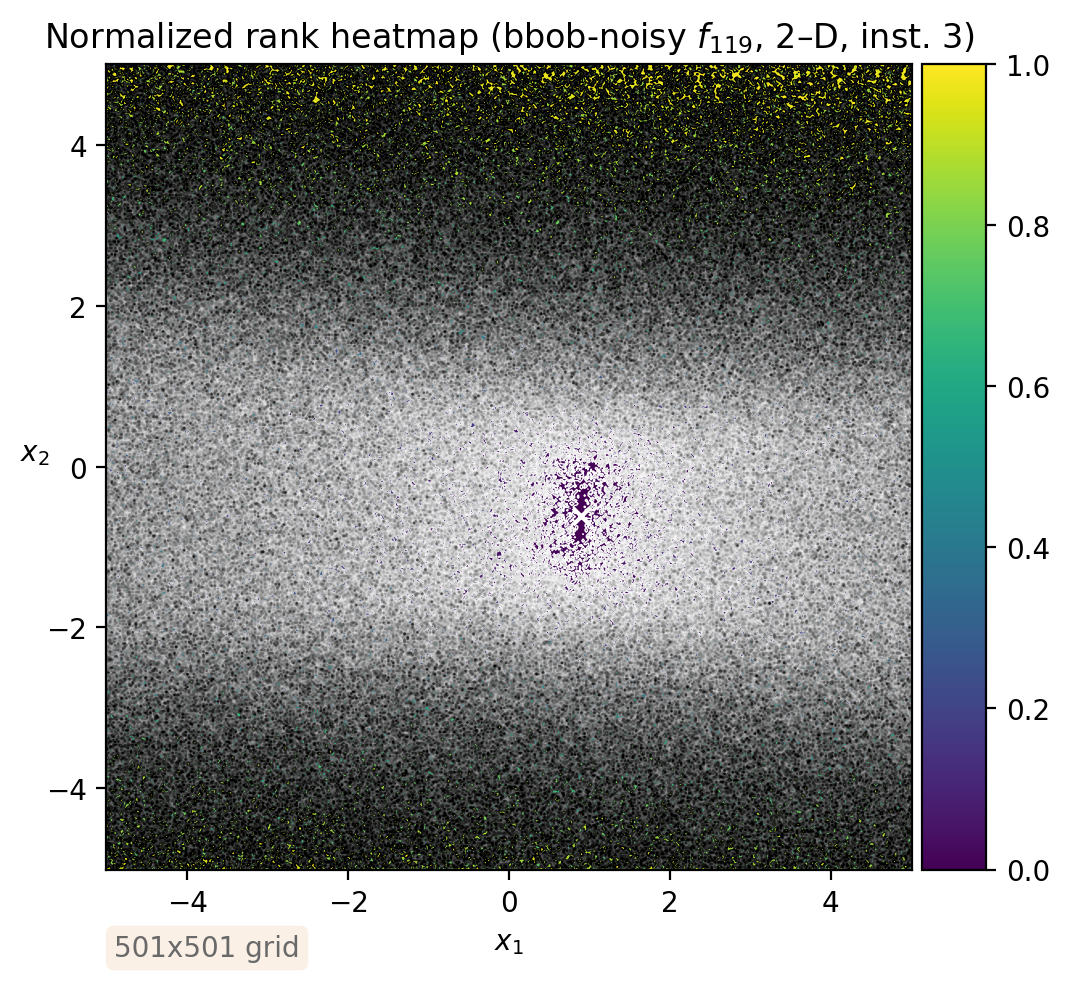 Normalized rank heatmap (bbob-noisy f₁₁₉, 2–D, inst. 3)
1.0
0.8
0.6
0.4
0.2
0.0
4
2
0
−2
−4
x₂
−4 −2 0 2 4
x₁
501x501 grid